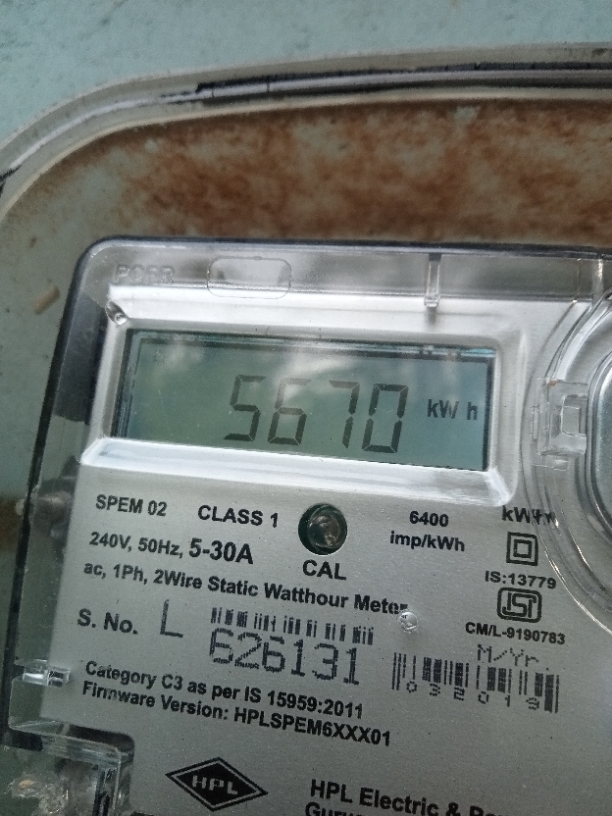 5670 kW h
SPEM 02 CLASS 1 6400 imp/kWh
240V, 50Hz, 5-30A CAL
ac, 1Ph, 2Wire Static Watthour Meter
IS:13779
ISI
CM/L-9190783
S. No. L 626131
M/Yr.
032019
Category C3 as per IS 15959:2011
Firmware Version: HPLSPEM6XXX01
HPL
HPL Electric &